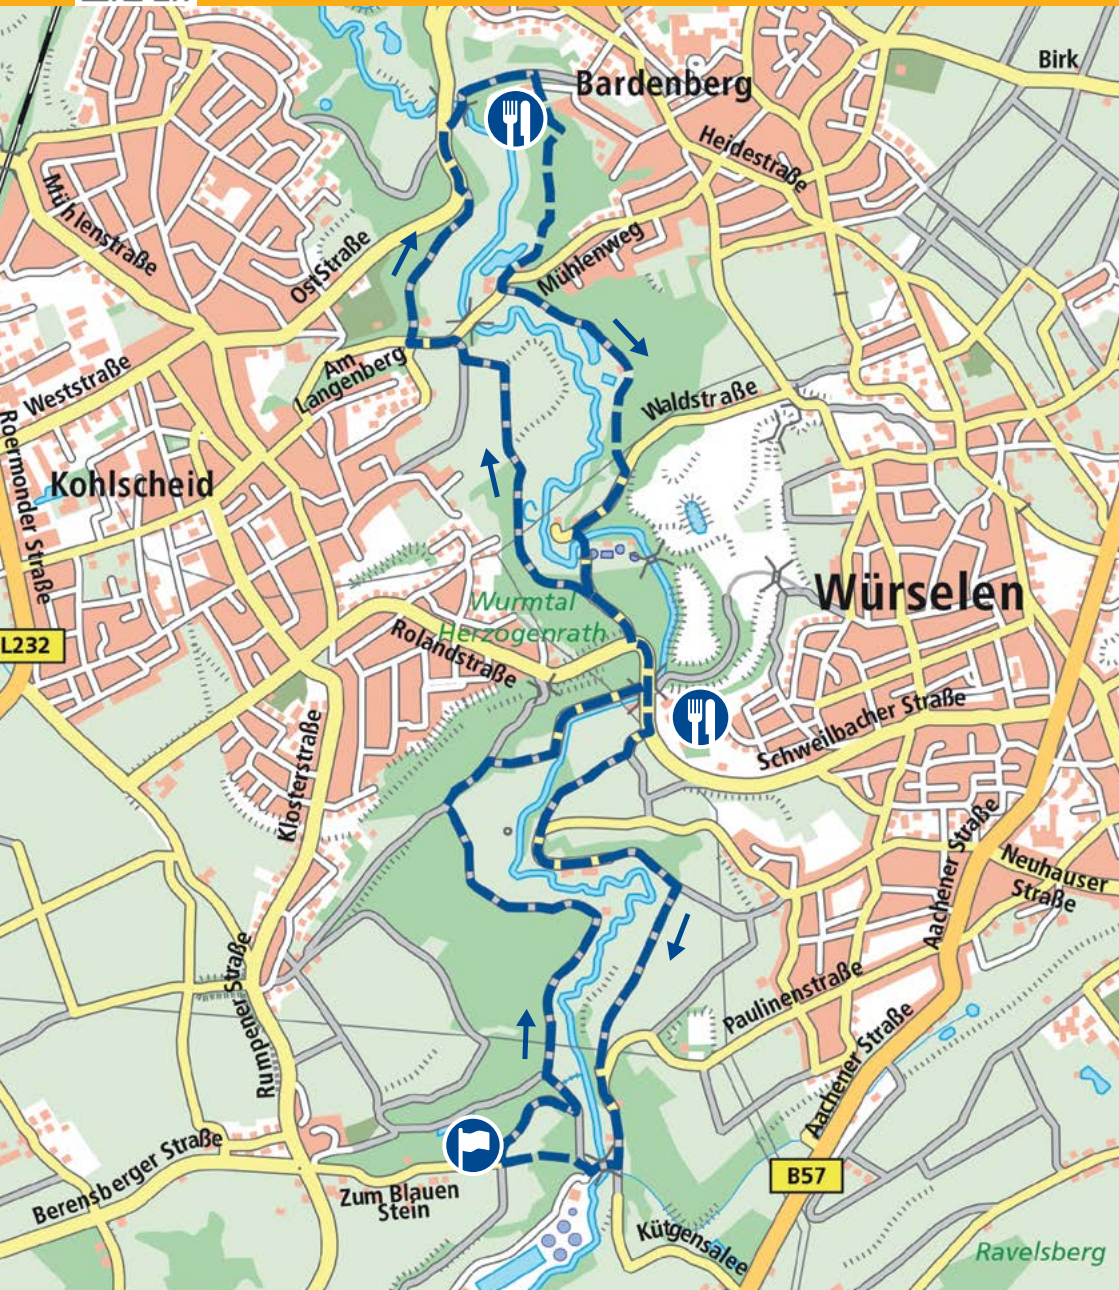 Birk
Bardenberg
Heidestraße
Mühlenstraße
OstStraße
Mühlenweg
Am
Langenberg
Weststraße
Waldstraße
Roermonder Straße
Kohlscheid
Würselen
Wurmtal
Herzogenrath
L232
Rolandstraße
Schweilbacher Straße
Klosterstraße
Aachener Straße
Neuhauser
Straße
Rumpener Straße
Paulinenstraße
Aachener Straße
Berensberger Straße
Zum Blauen
Stein
B57
Kütgensalee
Ravelsberg